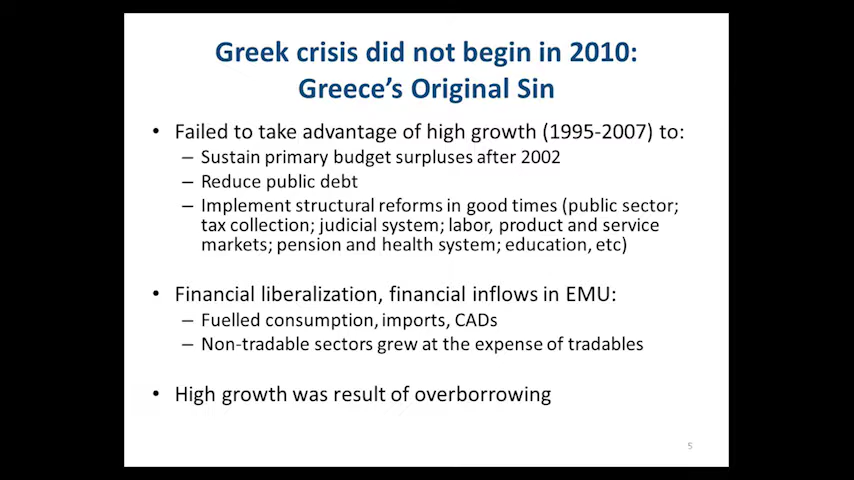 Greek crisis did not begin in 2010:
Greece’s Original Sin
• Failed to take advantage of high growth (1995-2007) to:
– Sustain primary budget surpluses after 2002
– Reduce public debt
– Implement structural reforms in good times (public sector;
tax collection; judicial system; labor, product and service
markets; pension and health system; education, etc)
• Financial liberalization, financial inflows in EMU:
– Fuelled consumption, imports, CADs
– Non-tradable sectors grew at the expense of tradables
• High growth was result of overborrowing
5